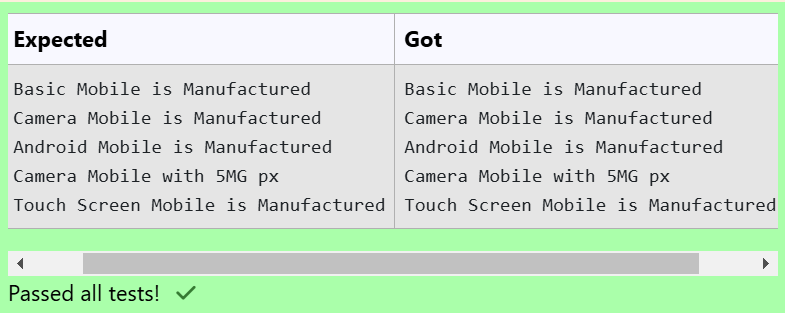 Expected Got
Basic Mobile is Manufactured Basic Mobile is Manufactured
Camera Mobile is Manufactured Camera Mobile is Manufactured
Android Mobile is Manufactured Android Mobile is Manufactured
Camera Mobile with 5MG px Camera Mobile with 5MG px
Touch Screen Mobile is Manufactured Touch Screen Mobile is Manufactured
Passed all tests! ✓